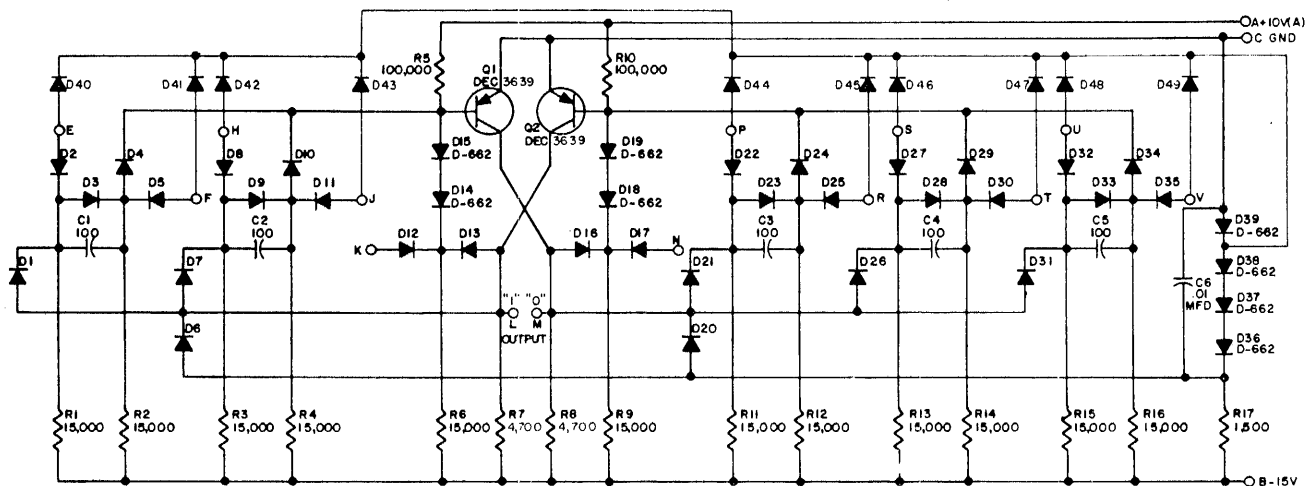 A+10V(A)
C GND
R5
100,000
Q1
DEC 3639
R10
100,000
D40
D41
D42
D43
D44
D45
D46
D47
D48
D49
Q2
DEC 3639
E
H
P
S
U
D2
D4
D8
D10
D15
D-662
D19
D-662
D22
D24
D27
D29
D32
D34
D3
D5
F
D9
D11
J
D14
D-662
D18
D-662
D23
D25
R
D28
D30
T
D33
D35
V
C1
100
C2
100
K
D12
D13
D16
D17
N
C3
100
C4
100
C5
100
D39
D-662
D1
D7
D21
D26
D31
D38
D-662
C6
.01
MFD
D37
D-662
"1" "0"
L M
OUTPUT
D6
D20
D36
D-662
R1
15,000
R2
15,000
R3
15,000
R4
15,000
R6
15,000
R7
4,700
R8
4,700
R9
15,000
R11
15,000
R12
15,000
R13
15,000
R14
15,000
R15
15,000
R16
15,000
R17
1,500
B-15V